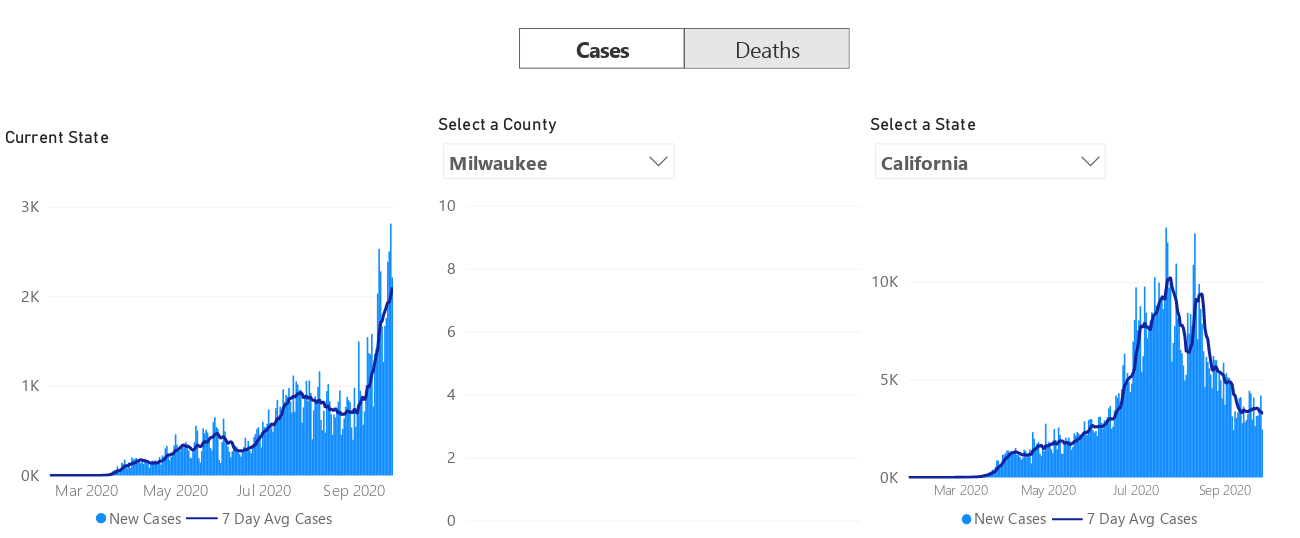 Cases
Deaths
Current State
3K
2K
1K
0K
Mar 2020
May 2020
Jul 2020
Sep 2020
New Cases
7 Day Avg Cases
Select a County
Milwaukee
10
8
6
4
2
0
Select a State
California
10K
5K
0K
Mar 2020
May 2020
Jul 2020
Sep 2020
New Cases
7 Day Avg Cases